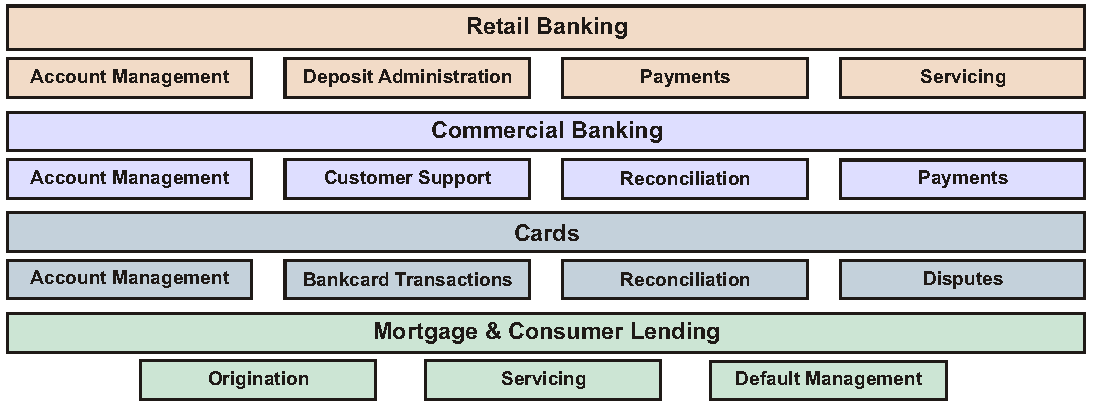 Retail Banking
Account Management
Deposit Administration
Payments
Servicing
Commercial Banking
Account Management
Customer Support
Reconciliation
Payments
Cards
Account Management
Bankcard Transactions
Reconciliation
Disputes
Mortgage & Consumer Lending
Origination
Servicing
Default Management